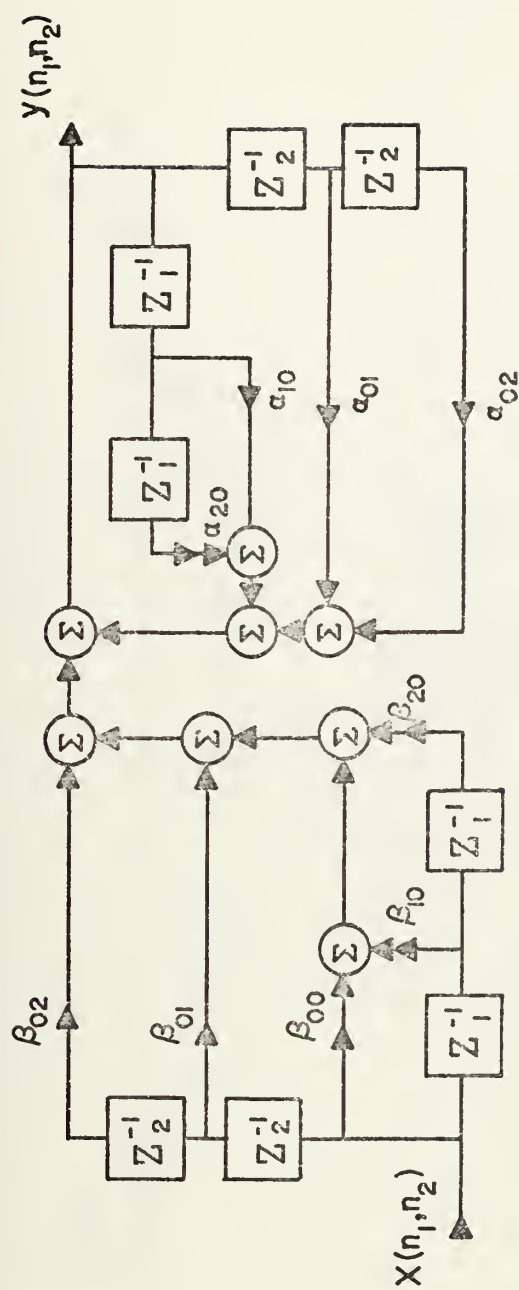 X(n₁,n₂)
Z₂⁻¹
Z₂⁻¹
β₀₂
β₀₁
β₀₀
β₁₀
β₂₀
Z₁⁻¹
Z₁⁻¹
Σ
Σ
Σ
Σ
Σ
Σ
Σ
Σ
α₂₀
α₁₀
α₀₁
α₀₂
Z₁⁻¹
Z₁⁻¹
Z₂⁻¹
Z₂⁻¹
y(n₁,n₂)